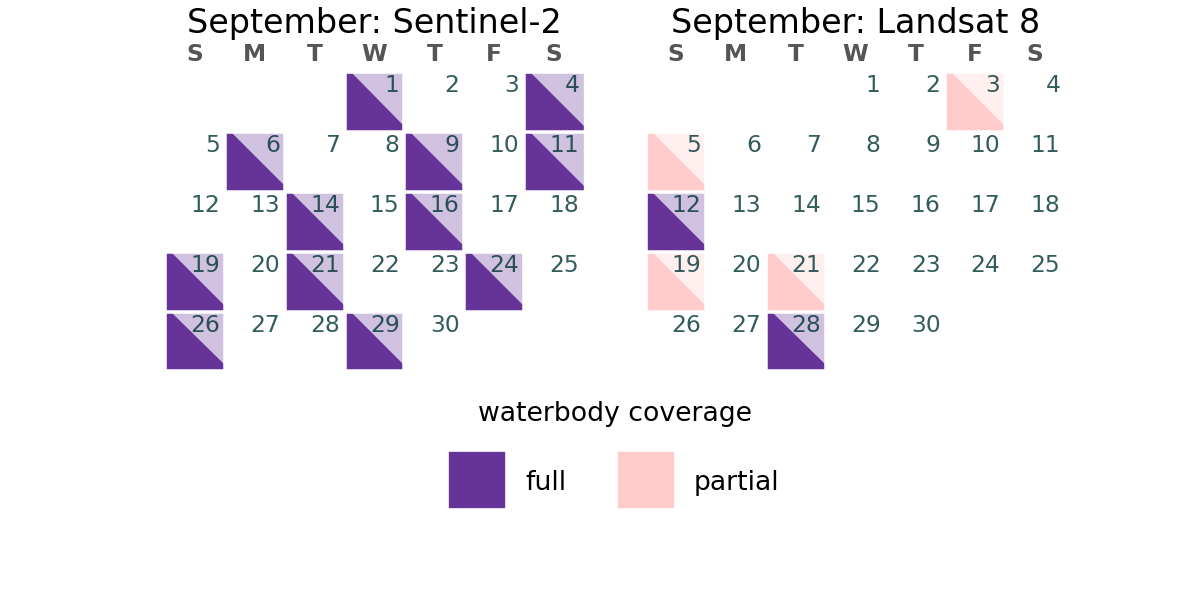 September: Sentinel-2
S M T W T F S
1 2 3 4
5 6 7 8 9 10 11
12 13 14 15 16 17 18
19 20 21 22 23 24 25
26 27 28 29 30
September: Landsat 8
S M T W T F S
1 2 3 4
5 6 7 8 9 10 11
12 13 14 15 16 17 18
19 20 21 22 23 24 25
26 27 28 29 30
waterbody coverage
full
partial